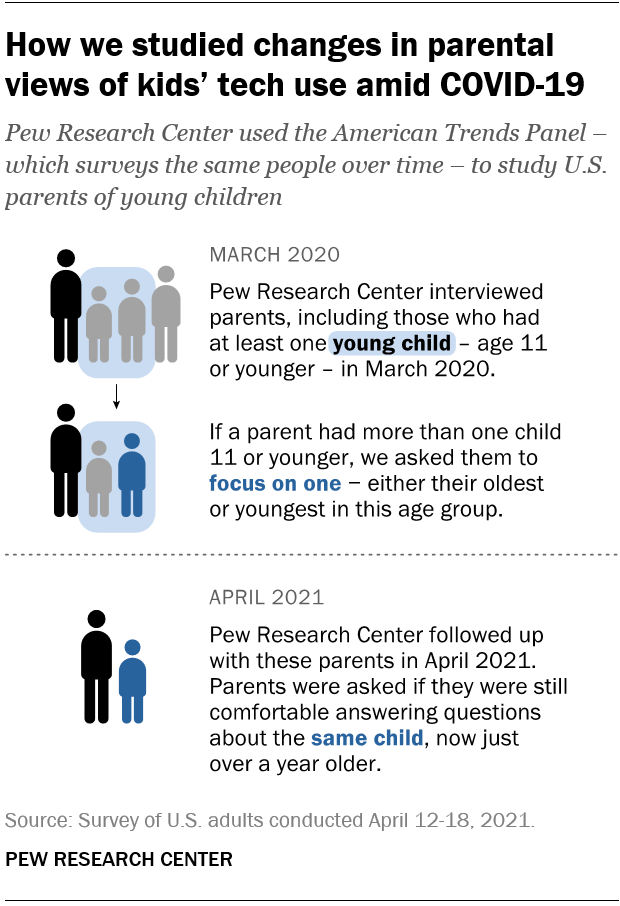 How we studied changes in parental
views of kids’ tech use amid COVID-19
Pew Research Center used the American Trends Panel –
which surveys the same people over time – to study U.S.
parents of young children
MARCH 2020
Pew Research Center interviewed
parents, including those who had
at least one young child – age 11
or younger – in March 2020.
If a parent had more than one child
11 or younger, we asked them to
focus on one – either their oldest
or youngest in this age group.
APRIL 2021
Pew Research Center followed up
with these parents in April 2021.
Parents were asked if they were still
comfortable answering questions
about the same child, now just
over a year older.
Source: Survey of U.S. adults conducted April 12-18, 2021.
PEW RESEARCH CENTER